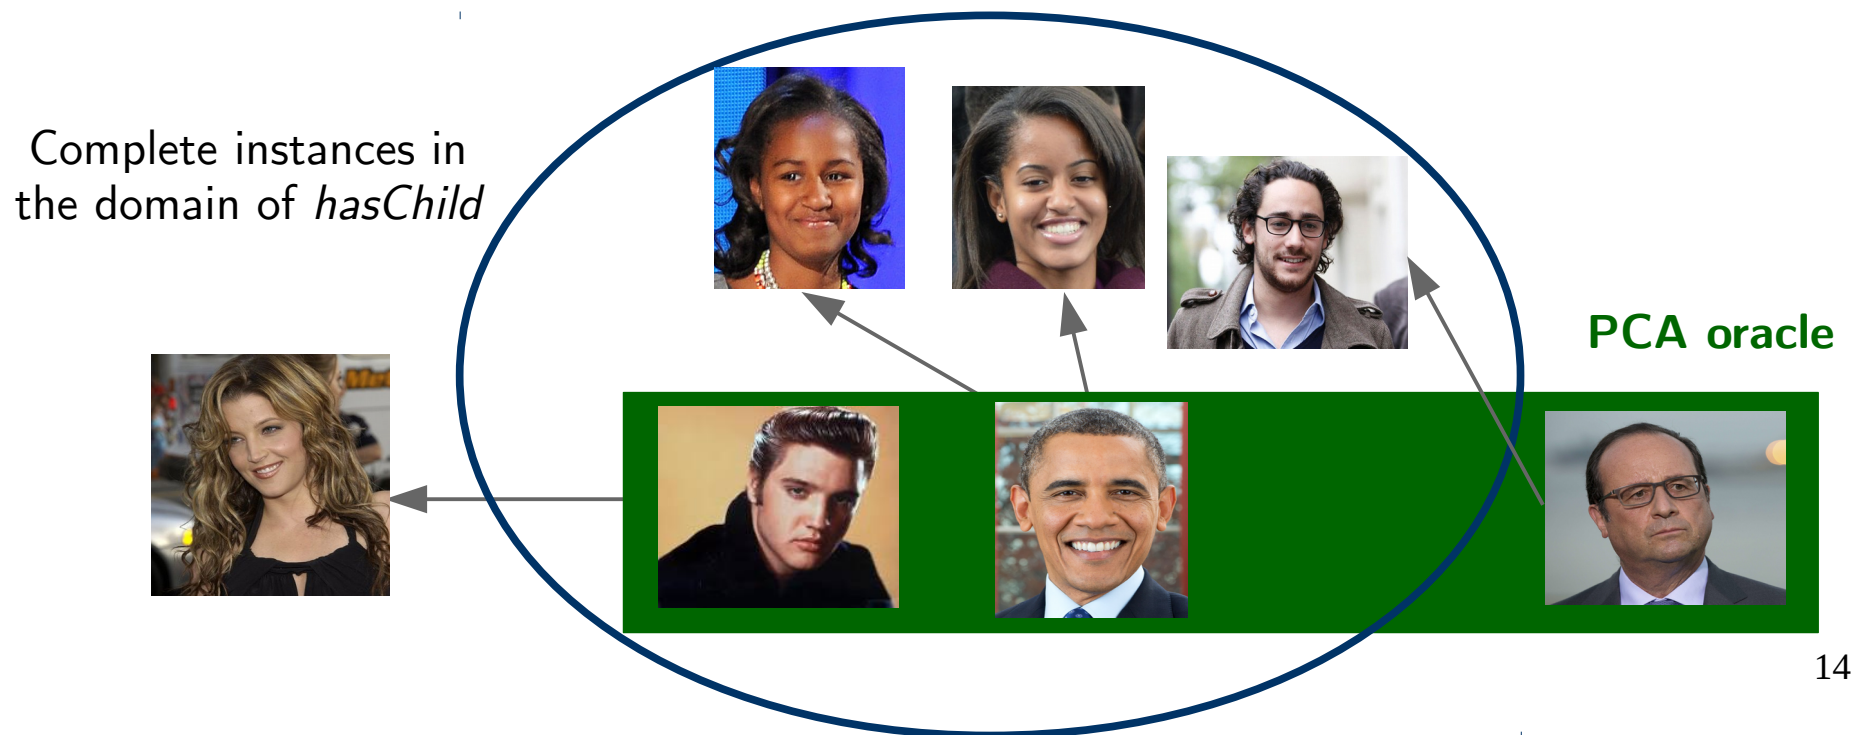 Complete instances in
the domain of hasChild
PCA oracle
14